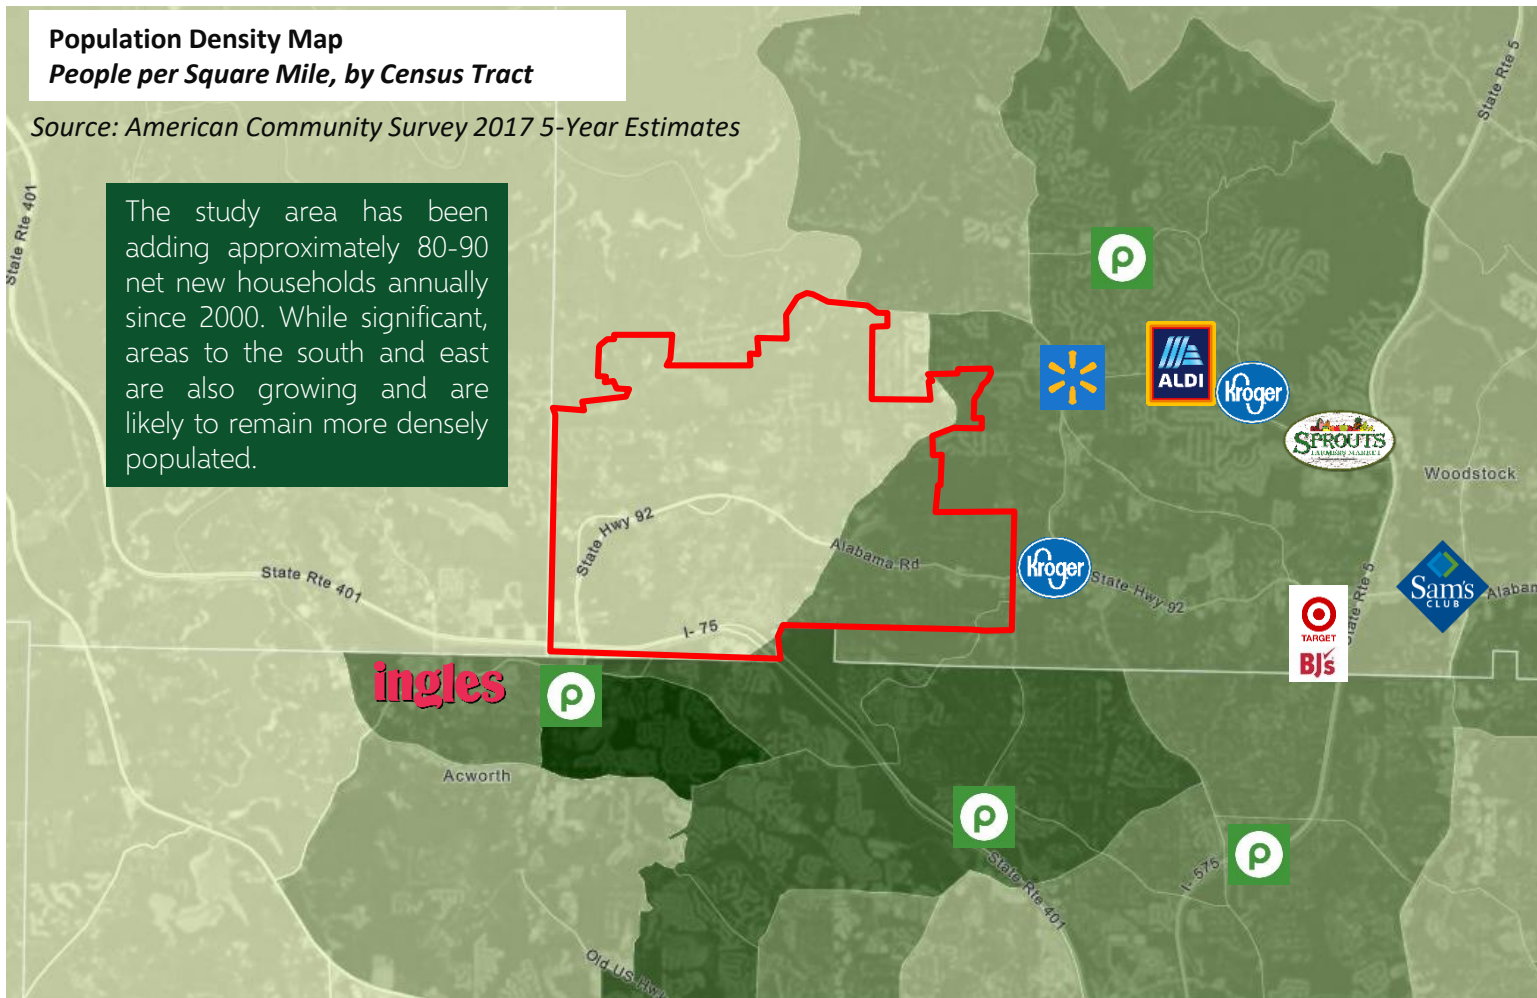 Population Density Map
People per Square Mile, by Census Tract
Source: American Community Survey 2017 5-Year Estimates
State Rte 5
State Rte 401
The study area has been
adding approximately 80-90
net new households annually
since 2000. While significant,
areas to the south and east
are also growing and are
likely to remain more densely
populated.
p
ALDI
Kroger
SPROUTS
FARMERS MARKET
Woodstock
State Hwy 92
Alabama Rd
Kroger
State Hwy 92
State Rte 401
State Rte 5
Sam's
CLUB
Alaban
TARGET
BJ's
I- 75
ingles
p
Acworth
p
p
State Rte 401
I- 575
Old US Hwy